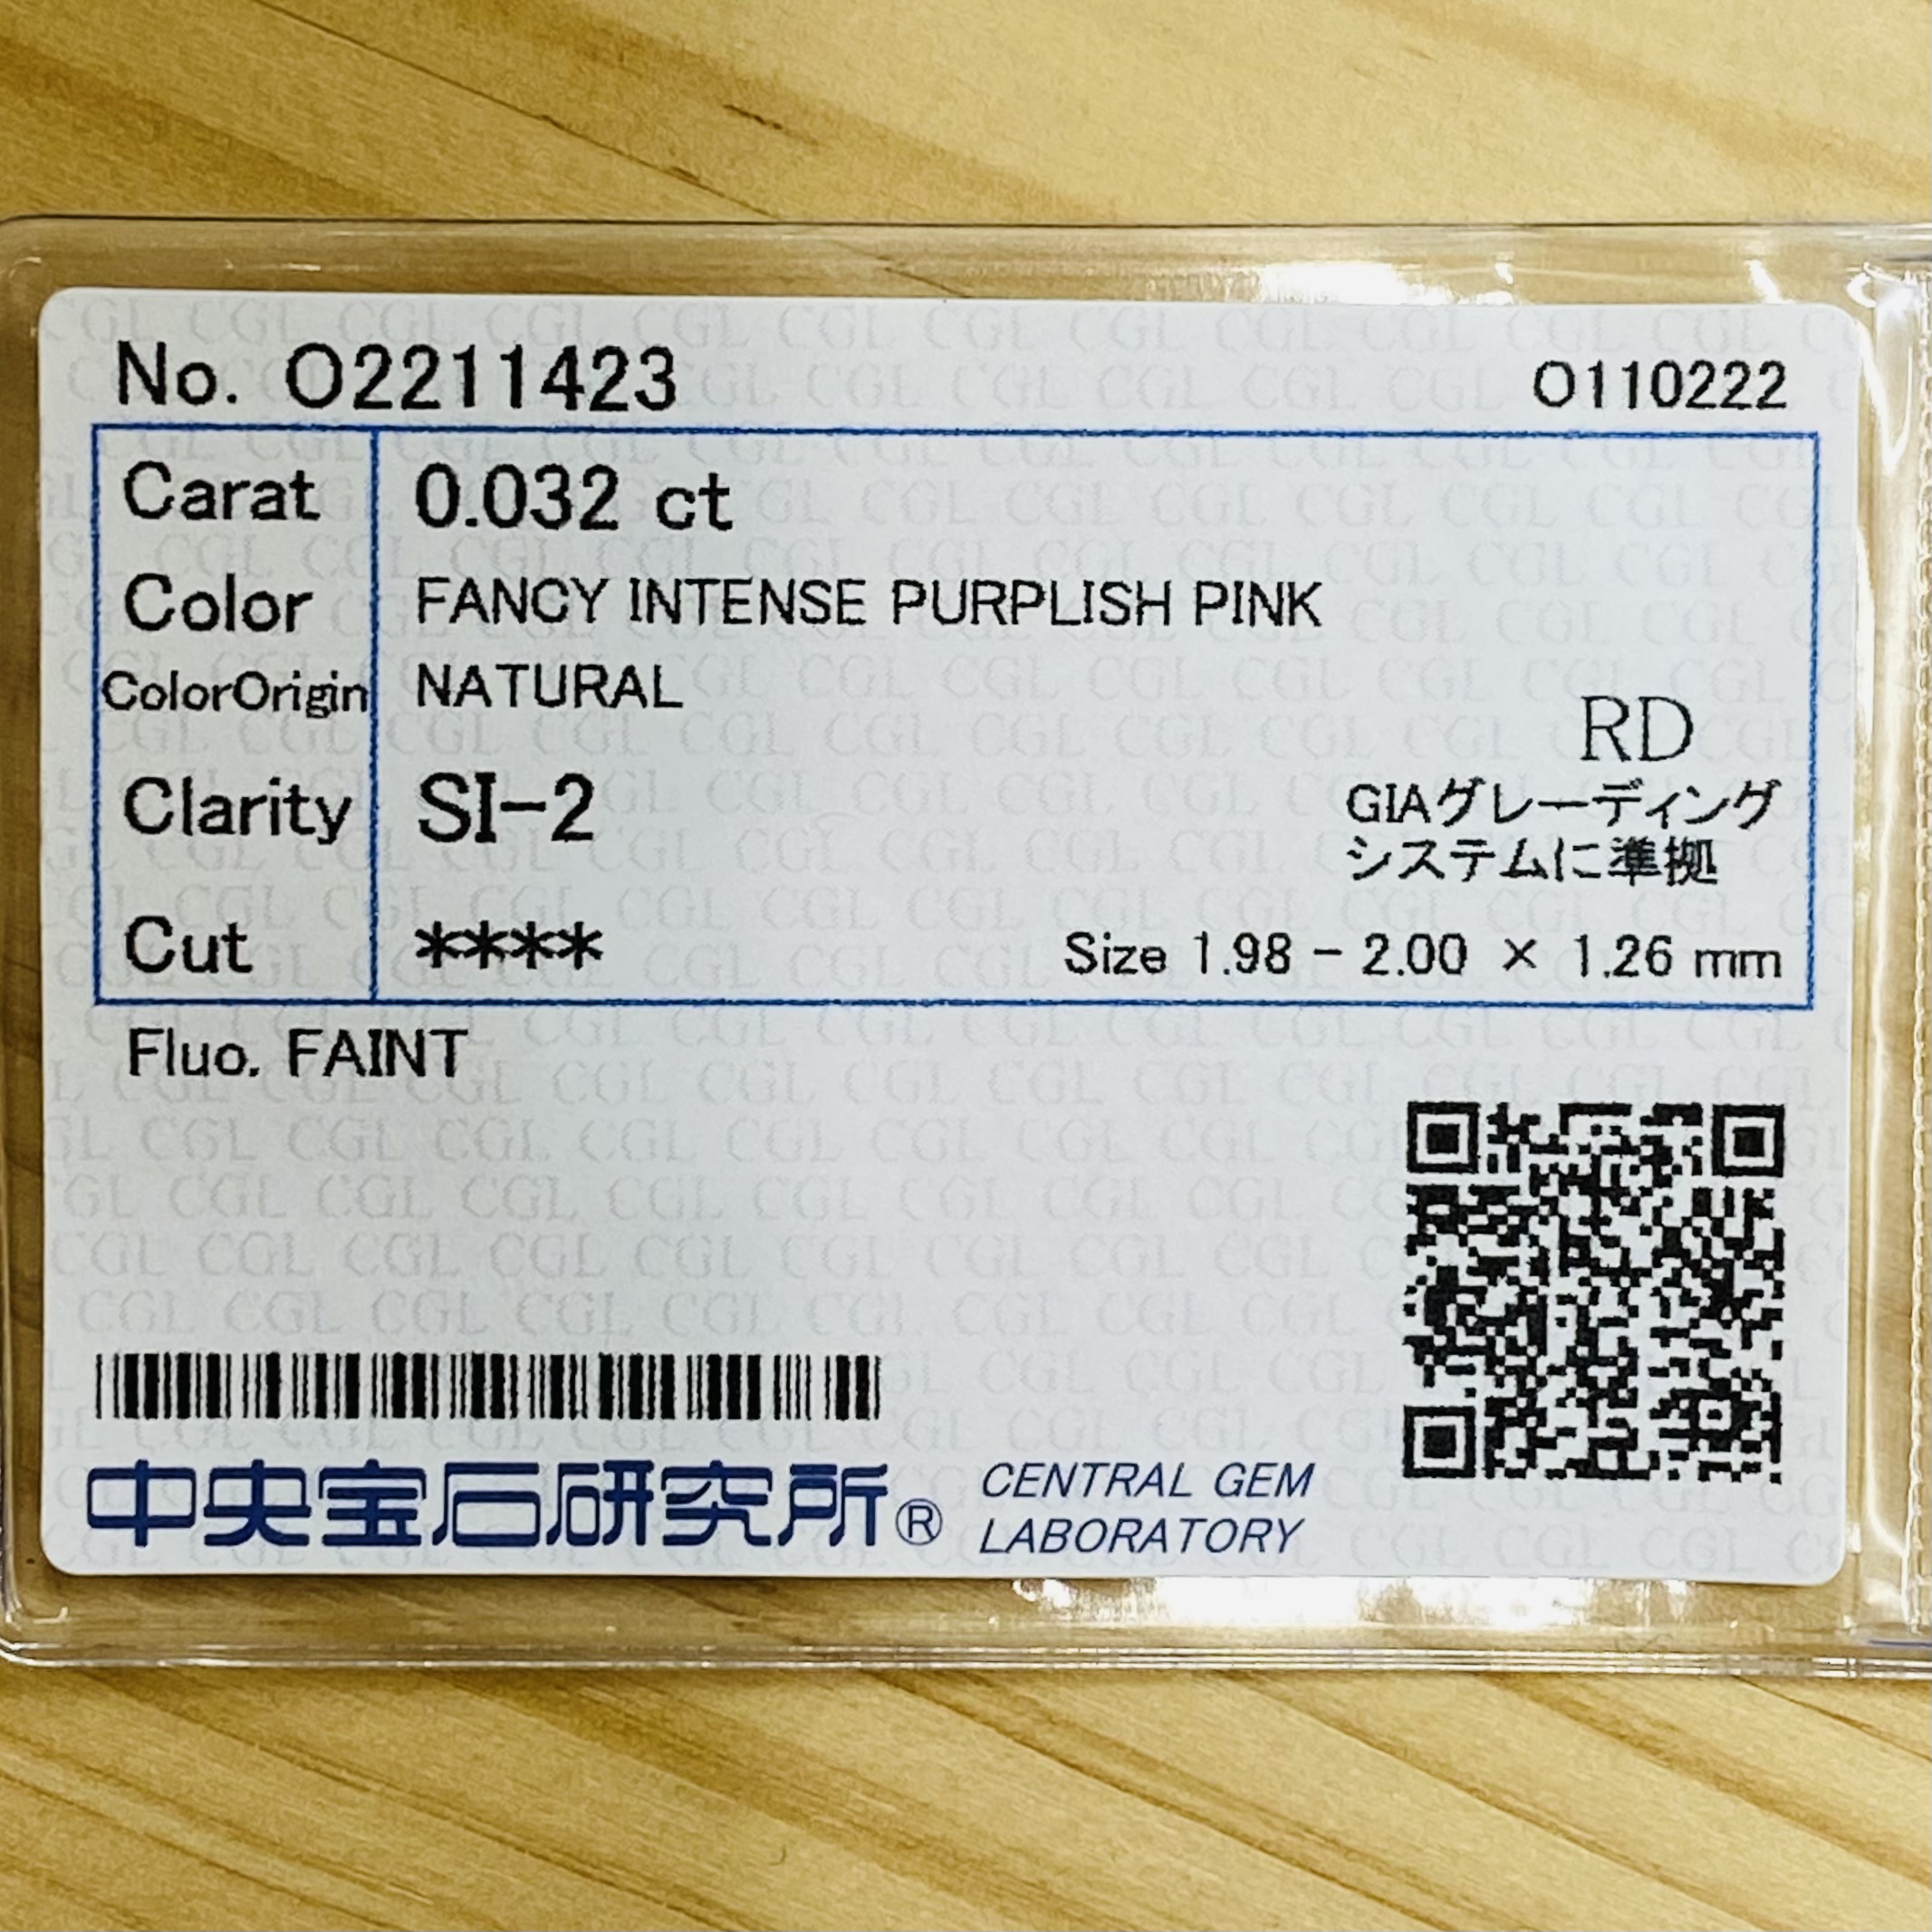 No. O2211423 O110222
Carat 0.032 ct
Color FANCY INTENSE PURPLISH PINK
ColorOrigin NATURAL
RD
Clarity SI-2
GIAグレーディング
システムに準拠
Cut ****
Size 1.98 - 2.00 × 1.26 mm
Fluo. FAINT
中央宝石研究所® CENTRAL GEM
LABORATORY